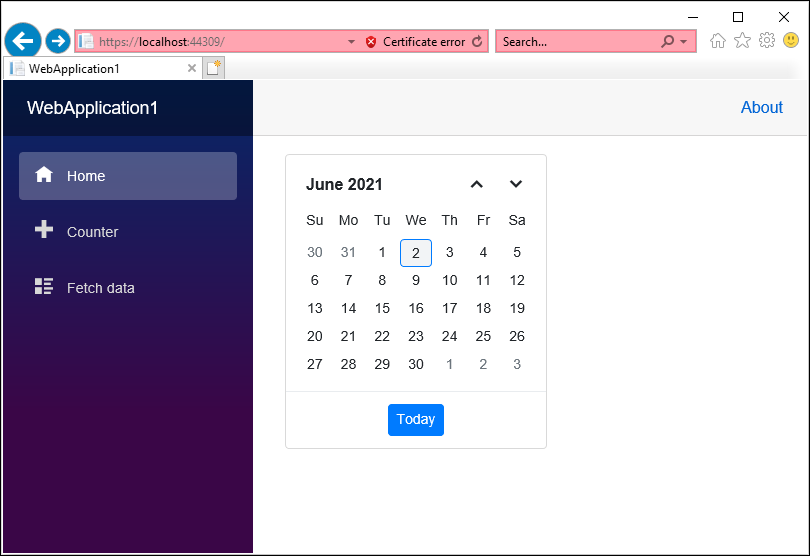 https://localhost:44309/ Certificate error Search...
WebApplication1
WebApplication1 About
Home
Counter
Fetch data
June 2021
Su Mo Tu We Th Fr Sa
30 31 1 2 3 4 5
6 7 8 9 10 11 12
13 14 15 16 17 18 19
20 21 22 23 24 25 26
27 28 29 30 1 2 3
Today